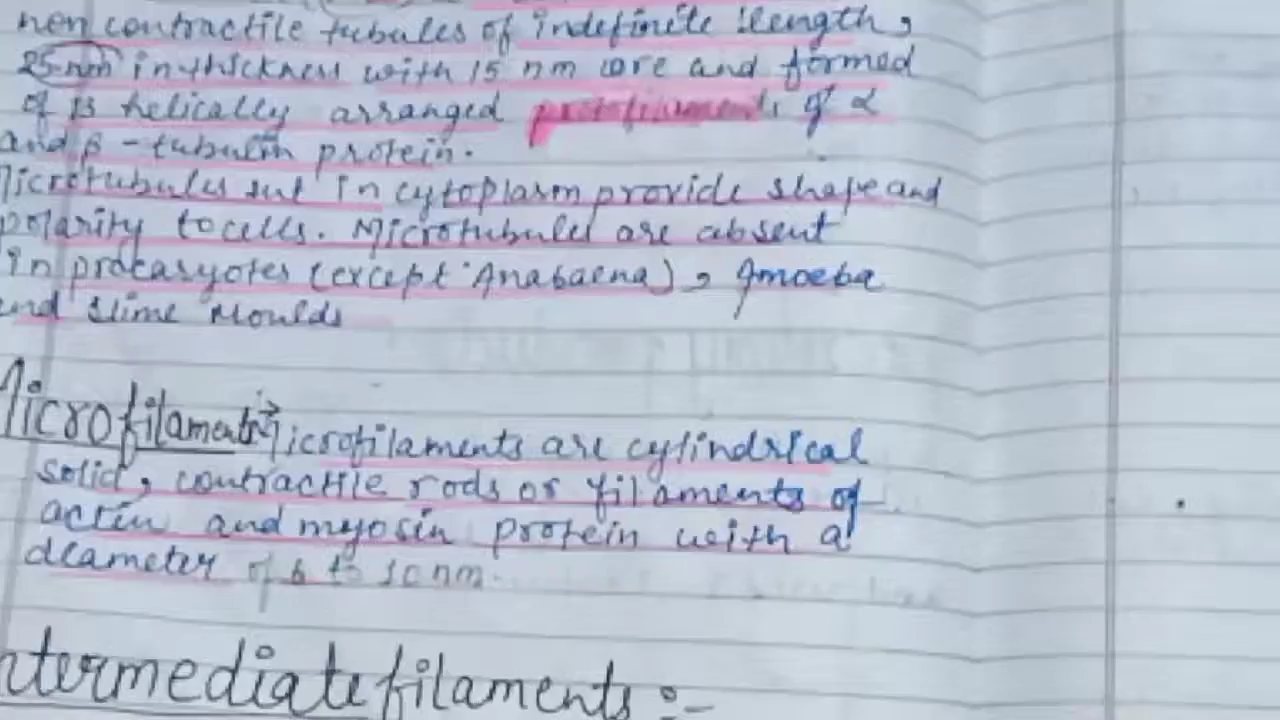 non contractile tubules of indefinite length,
25 nm in thickness with 15 nm core and formed
of 13 helically arranged protofilaments of α
and β - tubulin protein.
Microtubules in cytoplasm provide shape and
polarity to cells. Microtubules are absent
in procaryotes (except Anabaena), Amoeba
and slime Moulds
Microfilaments Microfilaments are cylindrical
solid, contractile rods or filaments of
actin and myosin protein with a
diameter of 6 to 10 nm.
ntermediate filaments :-